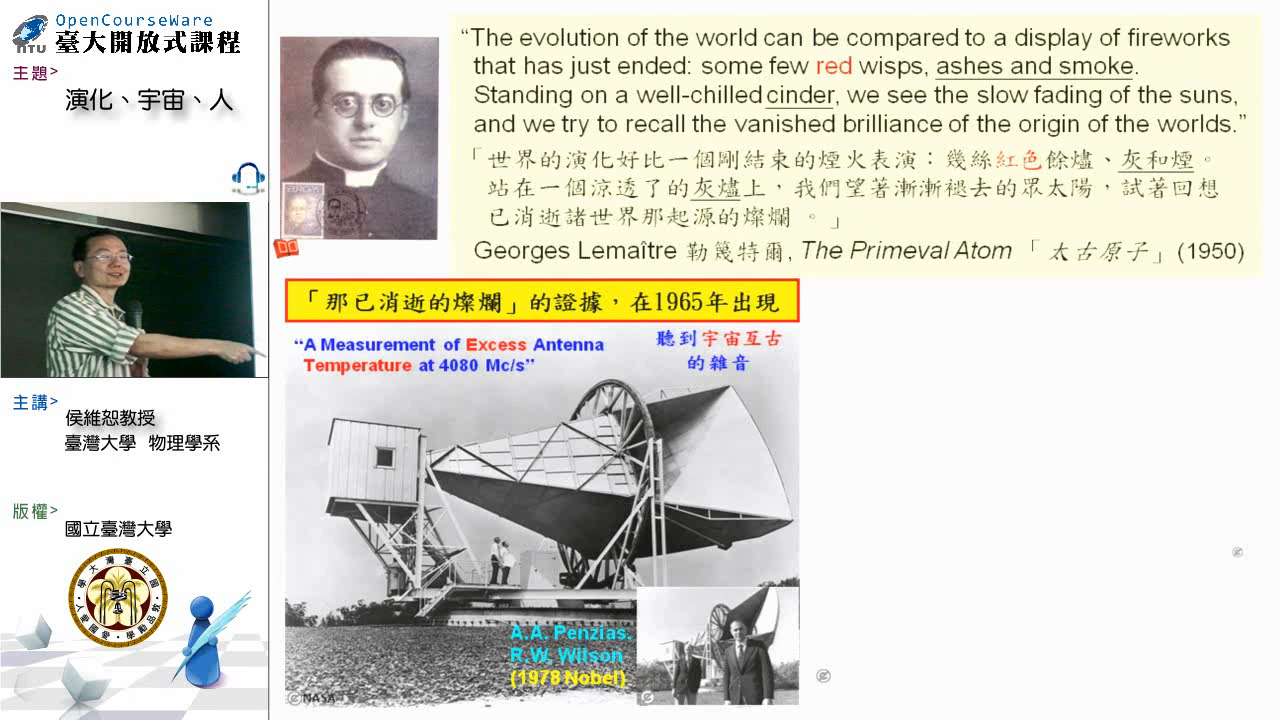 OpenCourseWare
NTU
臺大開放式課程
主題>
演化、宇宙、人
主講>
侯維恕教授
臺灣大學 物理學系
版權>
國立臺灣大學
“The evolution of the world can be compared to a display of fireworks
that has just ended: some few red wisps, ashes and smoke.
Standing on a well-chilled cinder, we see the slow fading of the suns,
and we try to recall the vanished brilliance of the origin of the worlds.”
「世界的演化好比一個剛結束的煙火表演：幾絲紅色餘燼、灰和煙。
站在一個涼透了的灰燼上，我們望著漸漸褪去的眾太陽，試著回想
已消逝諸世界那起源的燦爛 。」
Georges Lemaître 勒篾特爾, The Primeval Atom 「太古原子」(1950)
EUROPA
「那已消逝的燦爛」的證據，在1965年出現
“A Measurement of Excess Antenna
Temperature at 4080 Mc/s”
聽到宇宙亙古
的雜音
A.A. Penzias.
R.W. Wilson
(1978 Nobel)
NASA